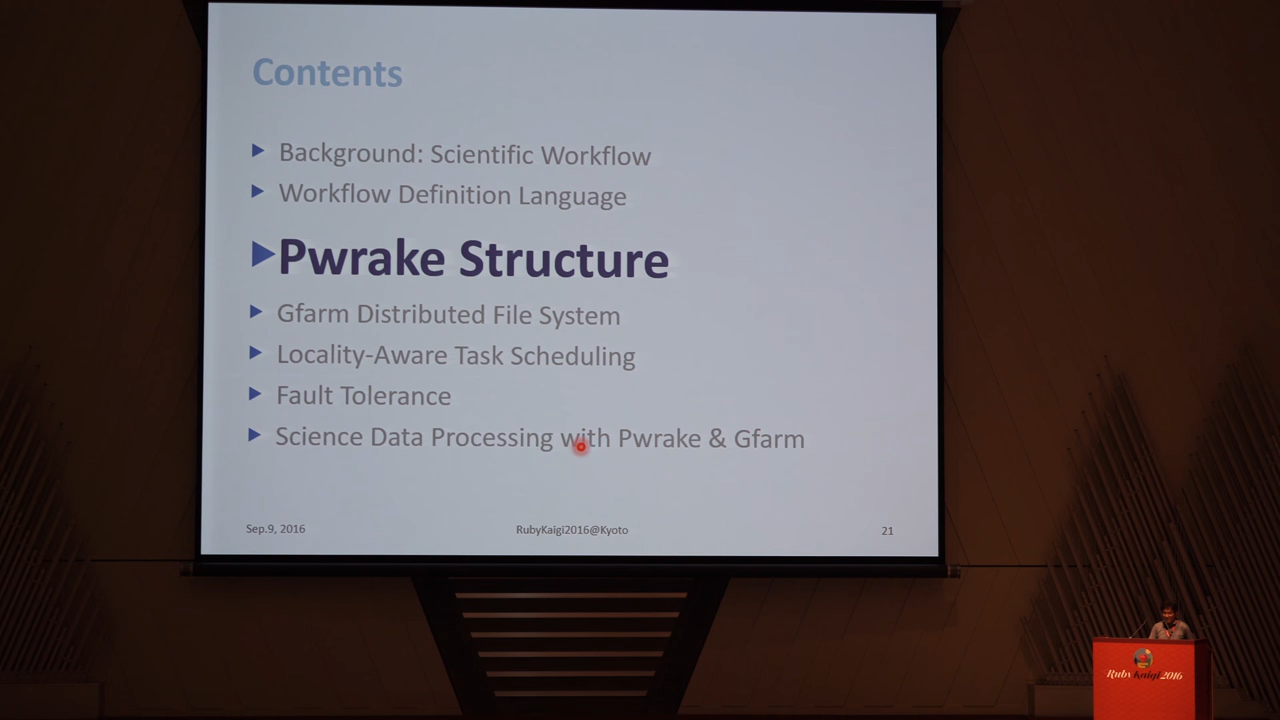 Contents
Background: Scientific Workflow
Workflow Definition Language
Pwrake Structure
Gfarm Distributed File System
Locality-Aware Task Scheduling
Fault Tolerance
Science Data Processing with Pwrake & Gfarm
Sep.9, 2016
RubyKaigi2016@Kyoto
21
RubyKaigi2016